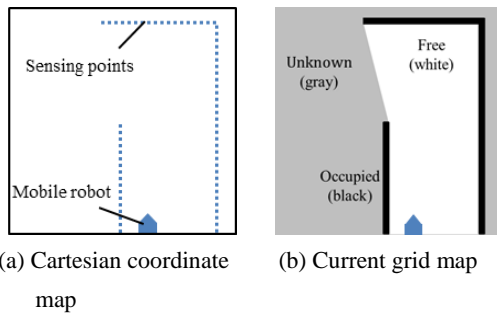 Sensing points
Mobile robot
Unknown
(gray)
Free
(white)
Occupied
(black)
(a) Cartesian coordinate
map
(b) Current grid map